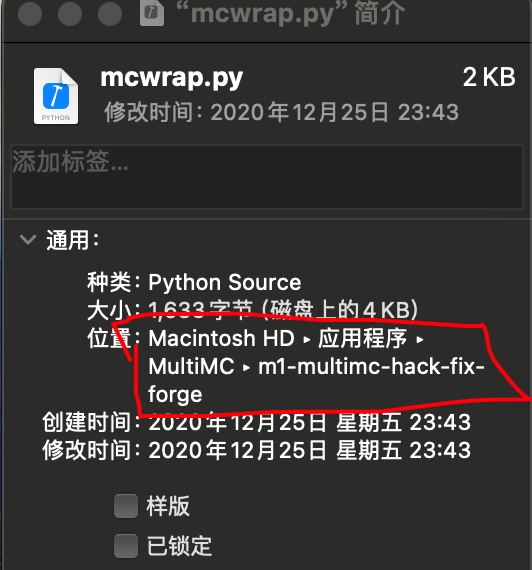 “mcwrap.py”简介
mcwrap.py 2 KB
PYTHON
修改时间：2020年12月25日 23:43
添加标签...
通用：
种类：Python Source
大小：1,633字节（磁盘上的4 KB）
位置：Macintosh HD ▸ 应用程序 ▸
MultiMC ▸ m1-multimc-hack-fix-
forge
创建时间：2020年12月25日 星期五 23:43
修改时间：2020年12月25日 星期五 23:43
样版
已锁定